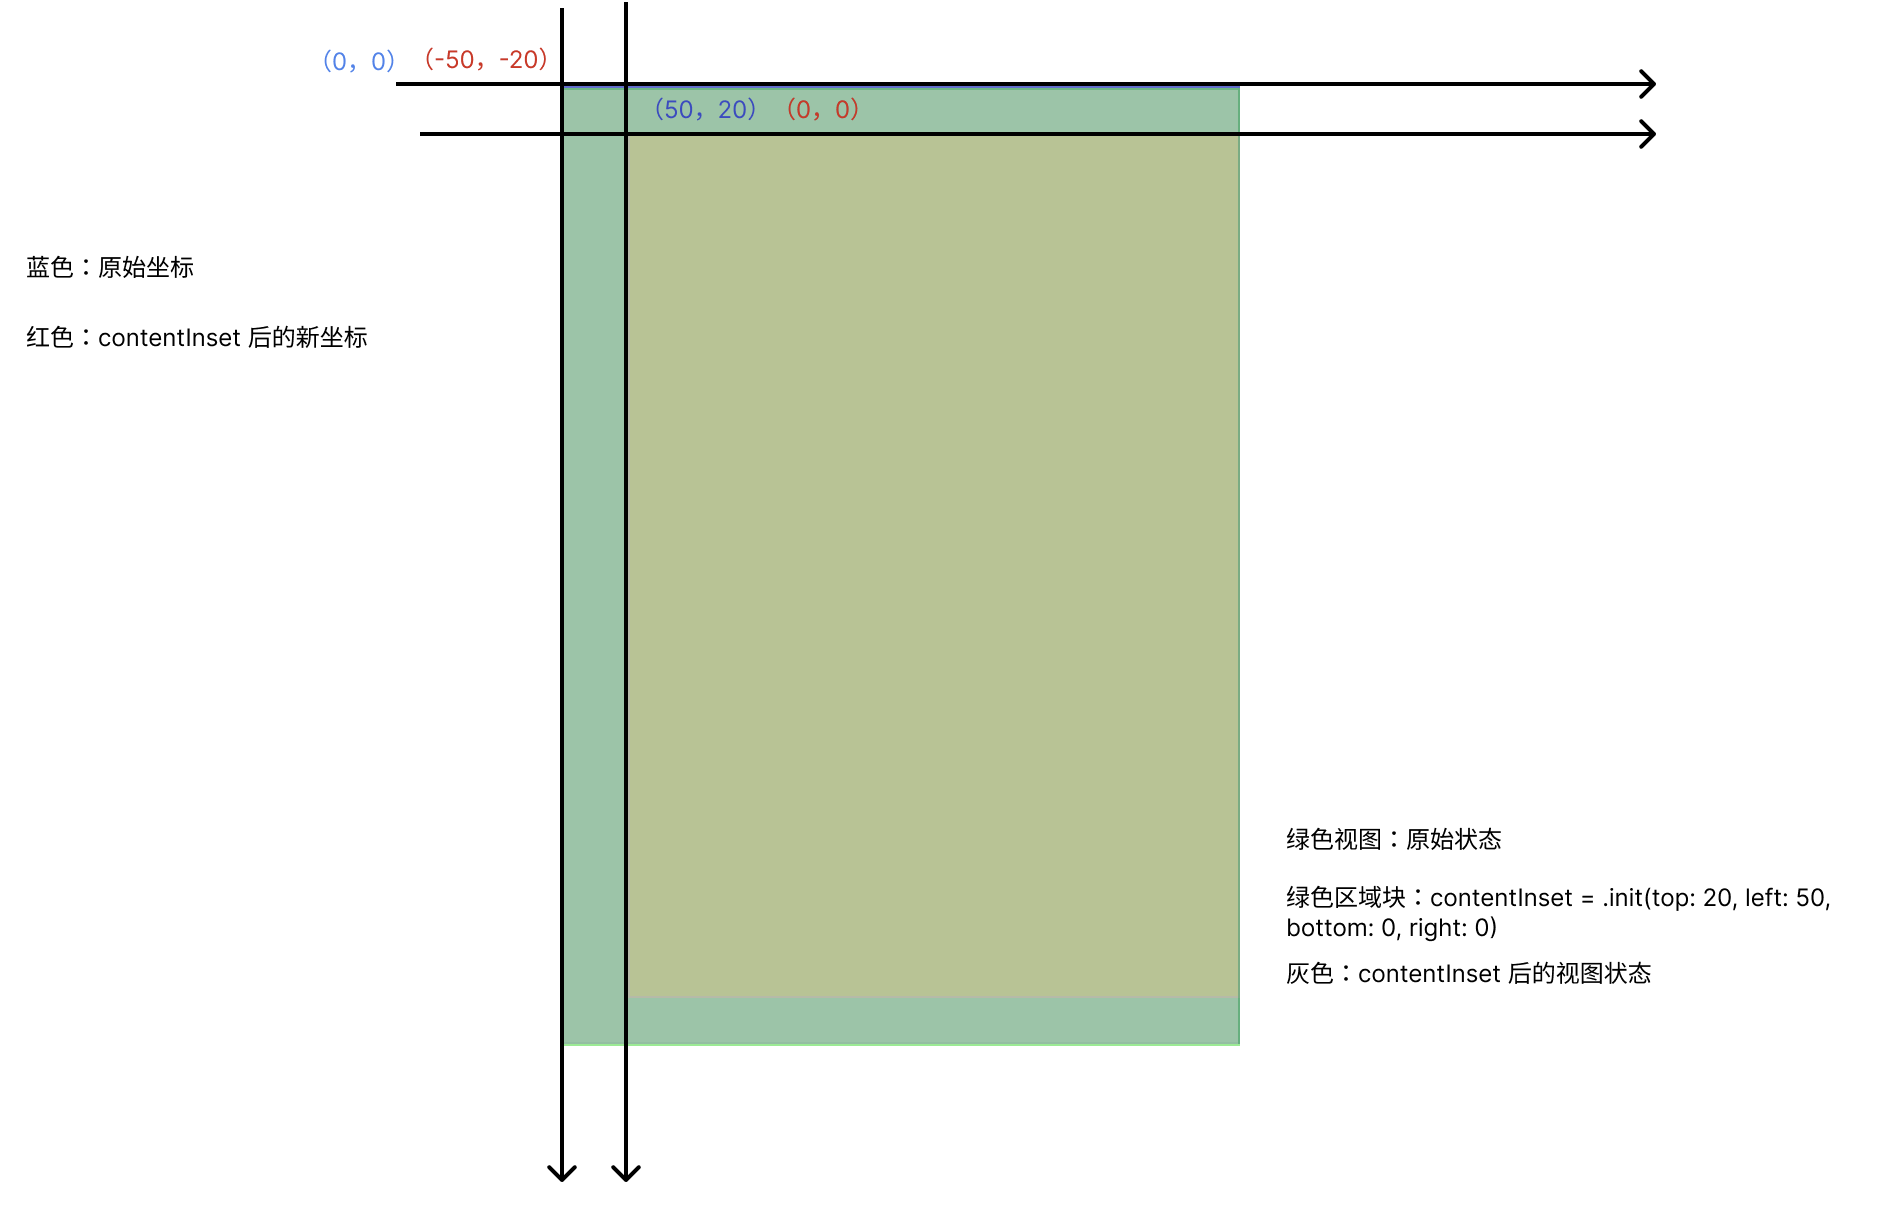 （0，0）（-50，-20）
（50，20）（0，0）
蓝色：原始坐标
红色：contentInset 后的新坐标
绿色视图：原始状态
绿色区域块：contentInset = .init(top: 20, left: 50,
bottom: 0, right: 0)
灰色：contentInset 后的视图状态